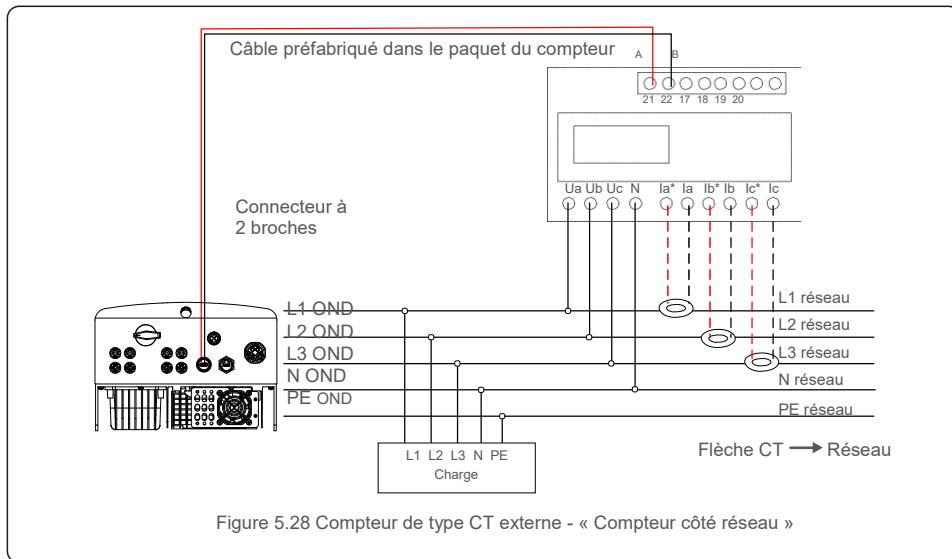 Câble préfabriqué dans le paquet du compteur
A B
21 22 17 18 19 20
Ua Ub Uc N Ia* Ia Ib* Ib Ic* Ic
Connecteur à
2 broches
L1 OND
L2 OND
L3 OND
N OND
PE OND
L1 réseau
L2 réseau
L3 réseau
N réseau
PE réseau
L1 L2 L3 N PE
Charge
Flèche CT → Réseau
Figure 5.28 Compteur de type CT externe - « Compteur côté réseau »